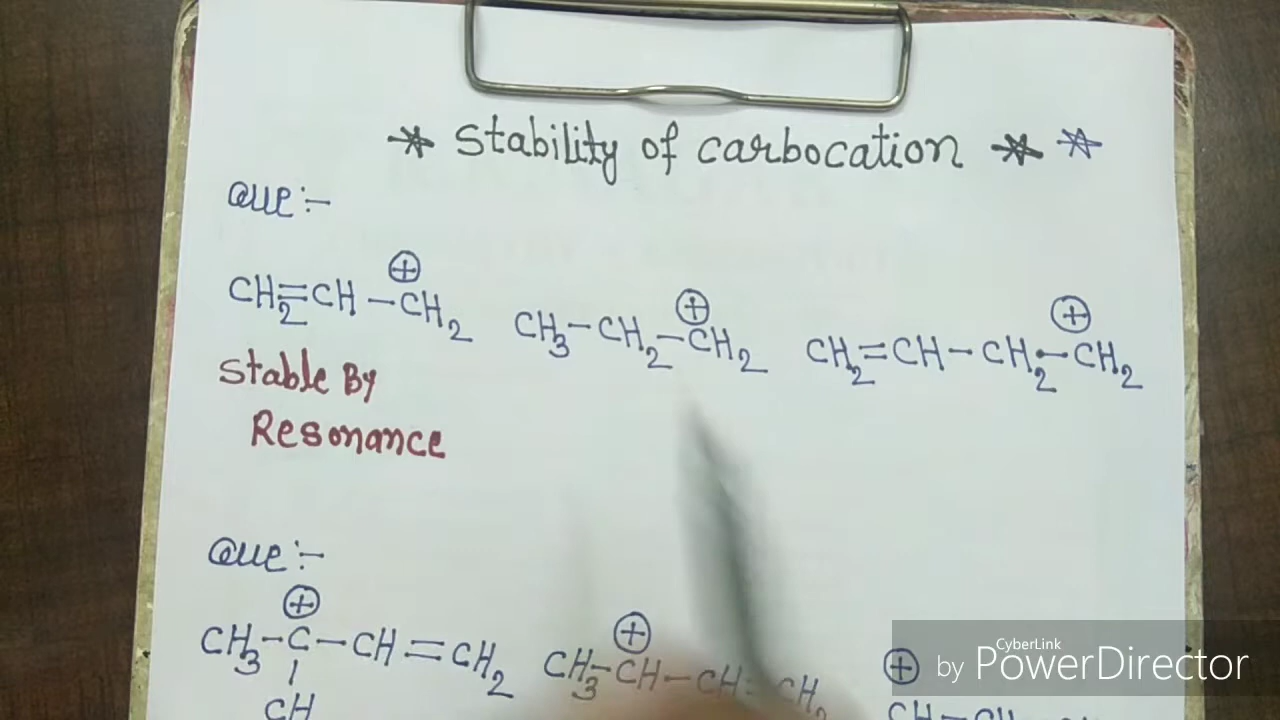 * Stability of carbocation * *
Que:-
CH2=CH-CH2 ⊕
CH3-CH2-CH2 ⊕
CH2=CH-CH2-CH2 ⊕
Stable By
Resonance
Que:-
⊕
CH3-C-CH=CH2
CH
⊕
CH3-CH-CH=CH2
⊕
CyberLink
by PowerDirector